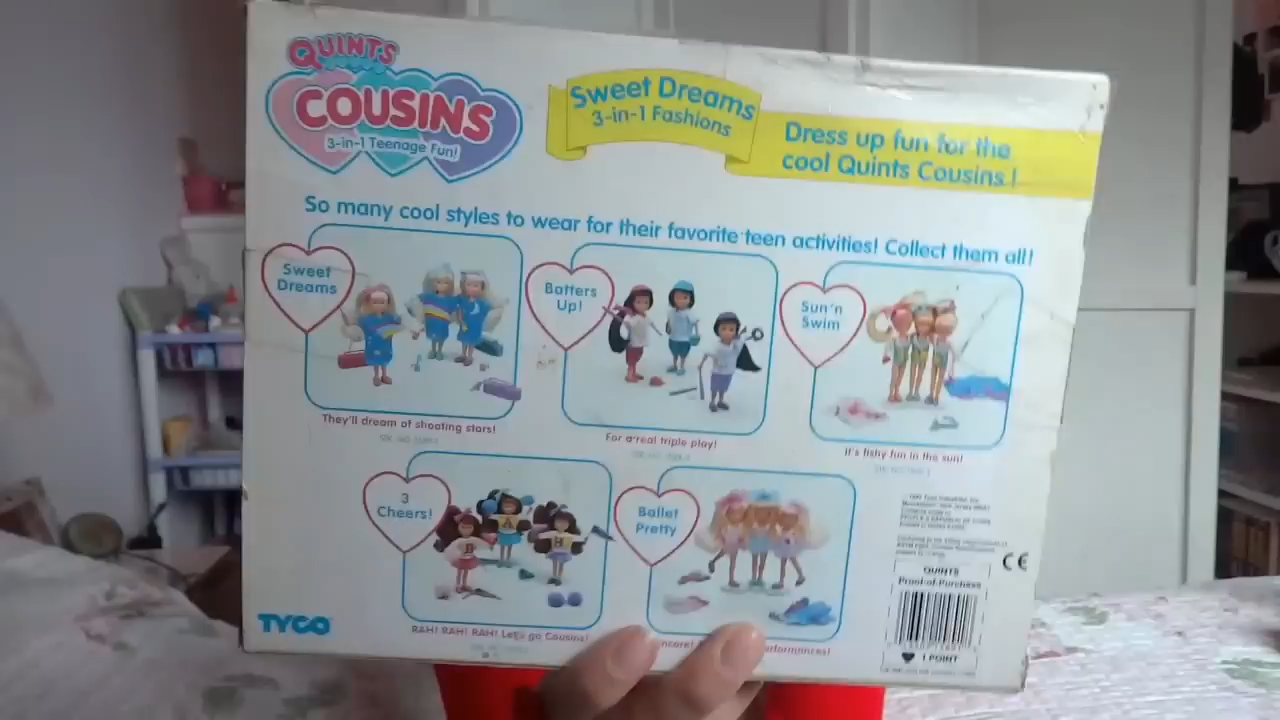 QUINTS
COUSINS
3-in-1 Teenage Fun!
Sweet Dreams
3-in-1 Fashions
Dress up fun for the
cool Quints Cousins!
So many cool styles to wear for their favorite teen activities! Collect them all!
Sweet
Dreams
They'll dream of shooting stars!
Batters
Up!
For a real triple play!
Sun'n
Swim
It's fishy fun in the sun!
3
Cheers!
B
A
H
RAH! RAH! RAH! Let's go Cousins!
Ballet
Pretty
CE
QUINTS
Proof-of-Purchase
1 POINT
TYCO